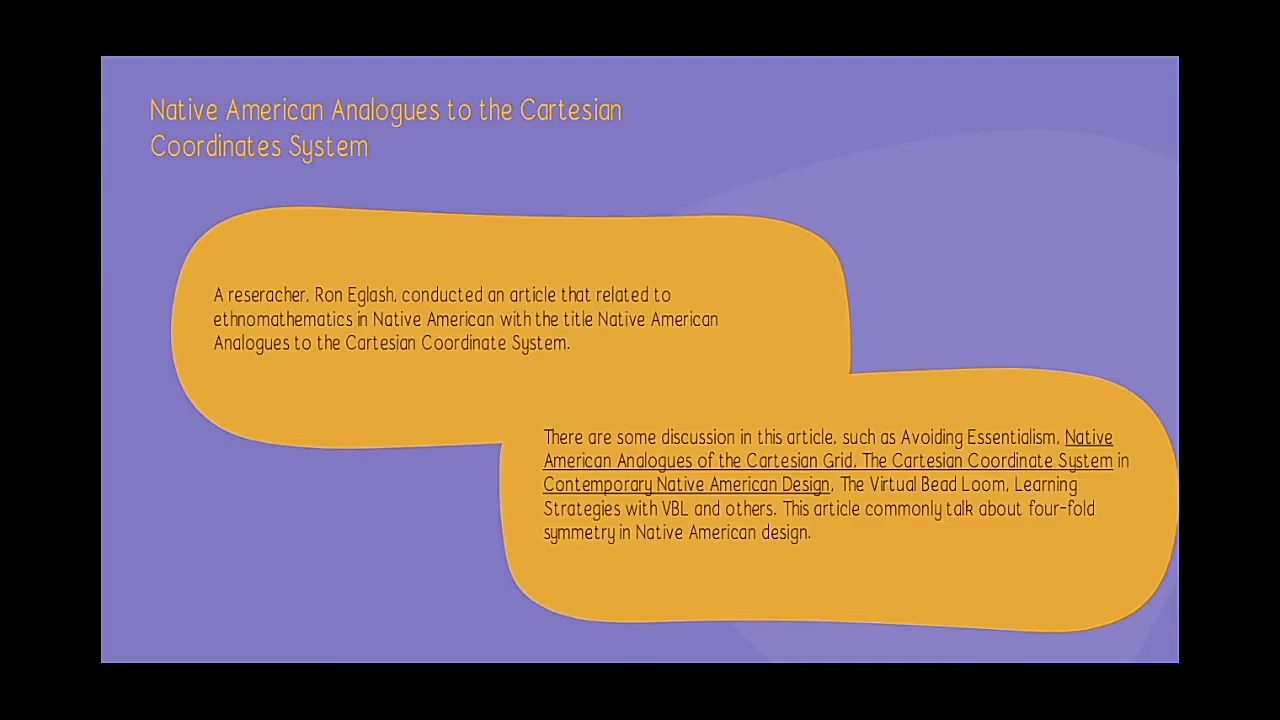 Native American Analogues to the Cartesian
Coordinates System
A reseracher, Ron Eglash, conducted an article that related to
ethnomathematics in Native American with the title Native American
Analogues to the Cartesian Coordinate System.
There are some discussion in this article, such as Avoiding Essentialism, Native
American Analogues of the Cartesian Grid, The Cartesian Coordinate System in
Contemporary Native American Design, The Virtual Bead Loom, Learning
Strategies with VBL and others. This article commonly talk about four-fold
symmetry in Native American design.